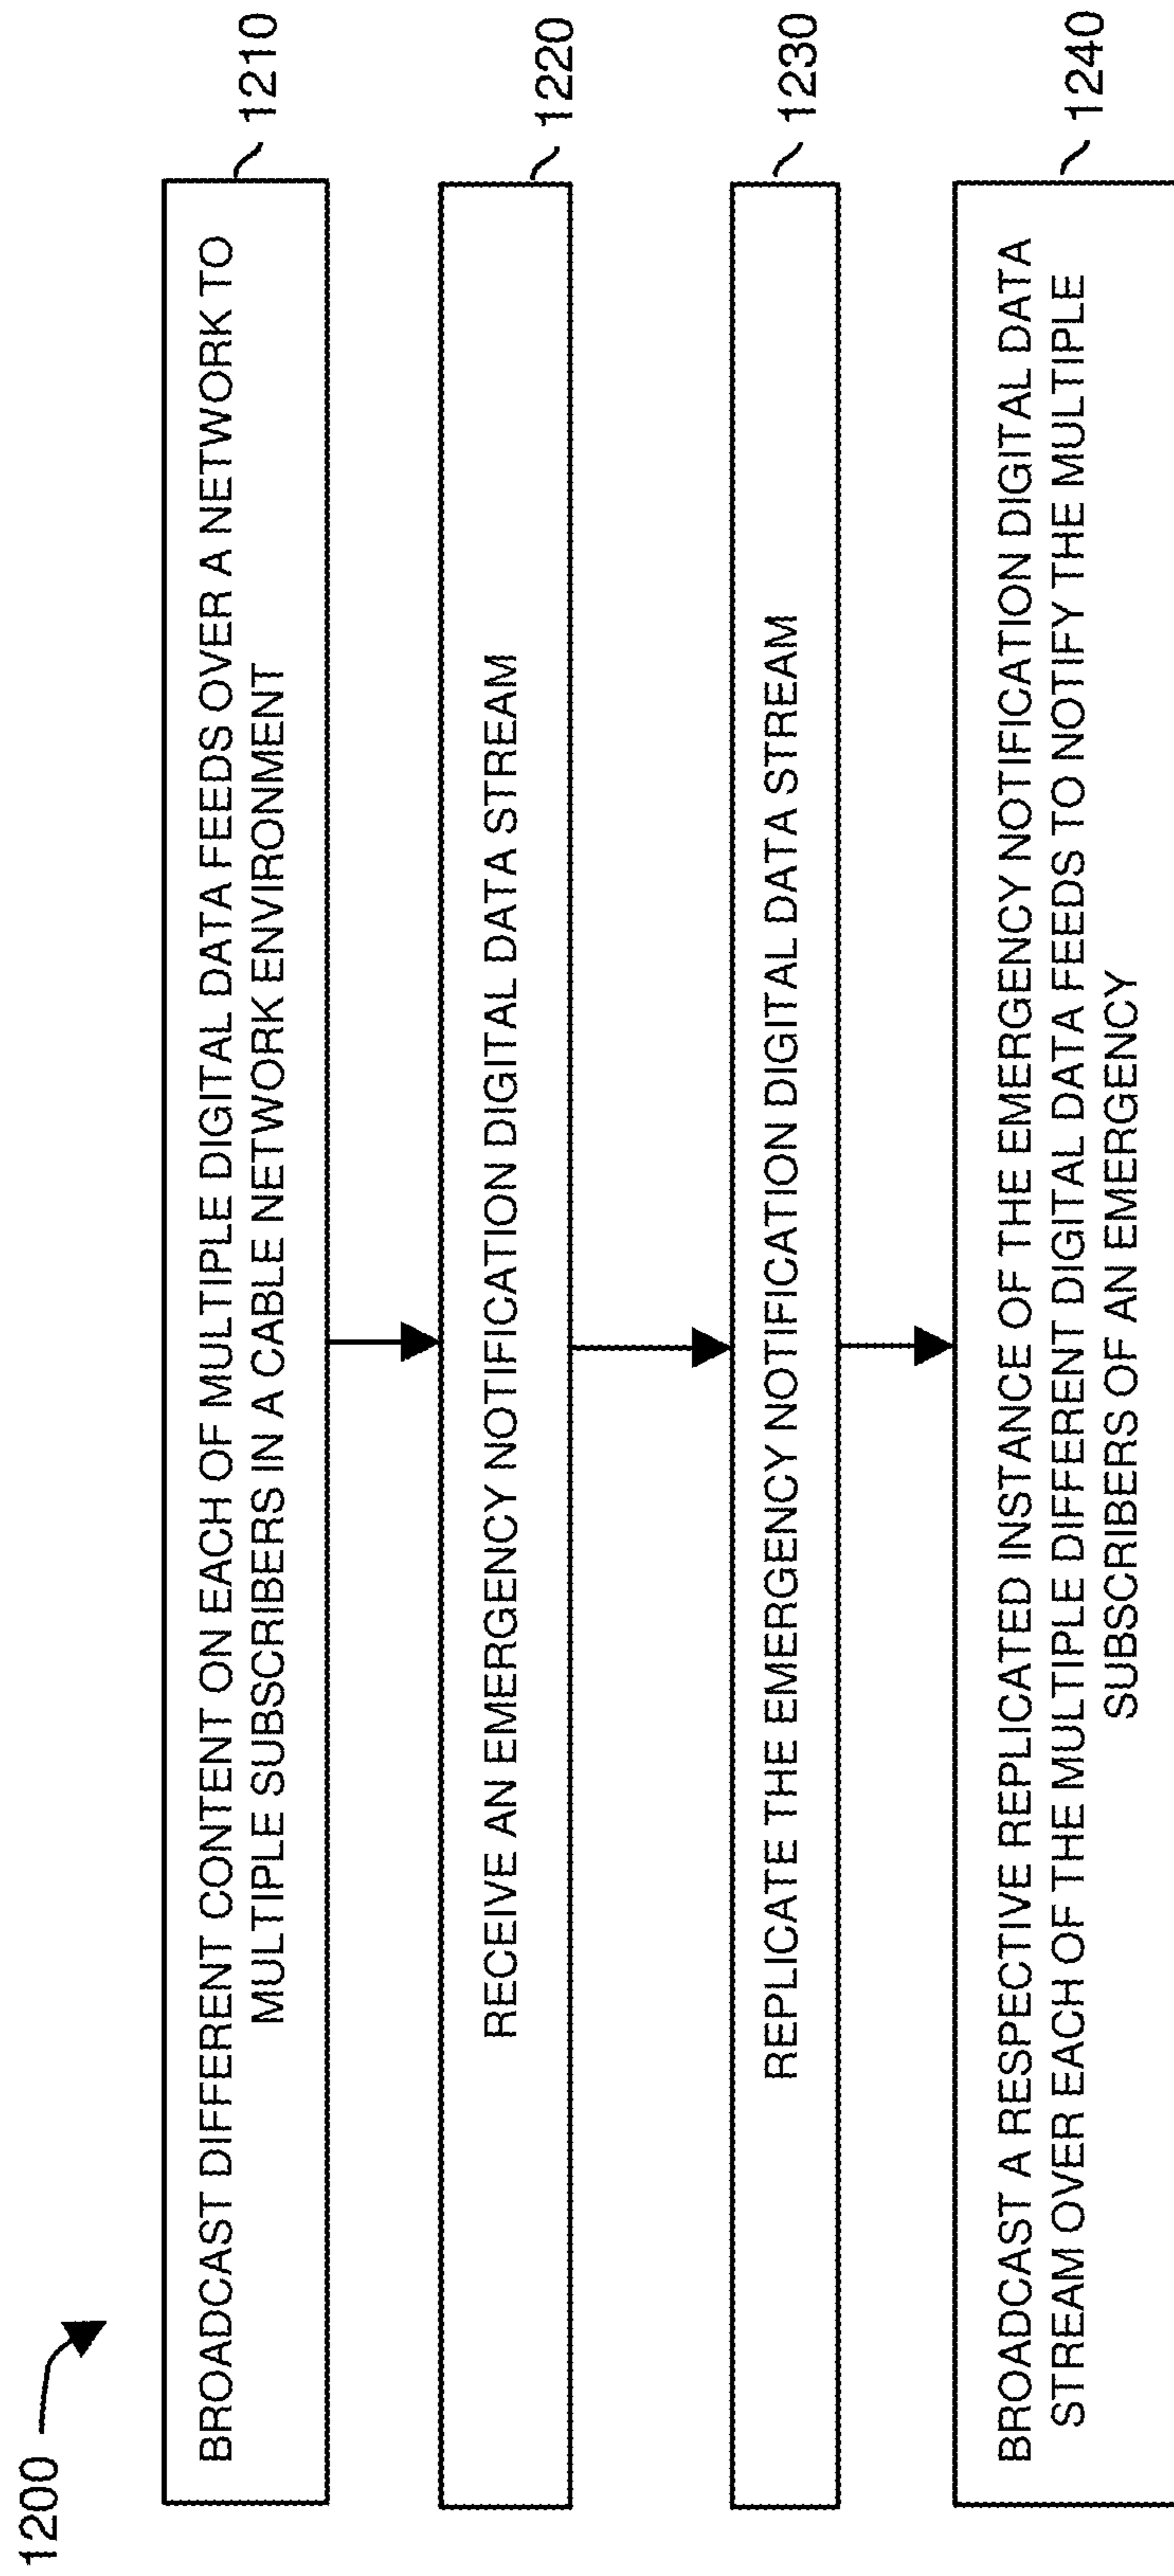 1200
BROADCAST DIFFERENT CONTENT ON EACH OF MULTIPLE DIGITAL DATA FEEDS OVER A NETWORK TO
MULTIPLE SUBSCRIBERS IN A CABLE NETWORK ENVIRONMENT
1210
RECEIVE AN EMERGENCY NOTIFICATION DIGITAL DATA STREAM
1220
REPLICATE THE EMERGENCY NOTIFICATION DIGITAL DATA STREAM
1230
BROADCAST A RESPECTIVE REPLICATED INSTANCE OF THE EMERGENCY NOTIFICATION DIGITAL DATA
STREAM OVER EACH OF THE MULTIPLE DIFFERENT DIGITAL DATA FEEDS TO NOTIFY THE MULTIPLE
SUBSCRIBERS OF AN EMERGENCY
1240